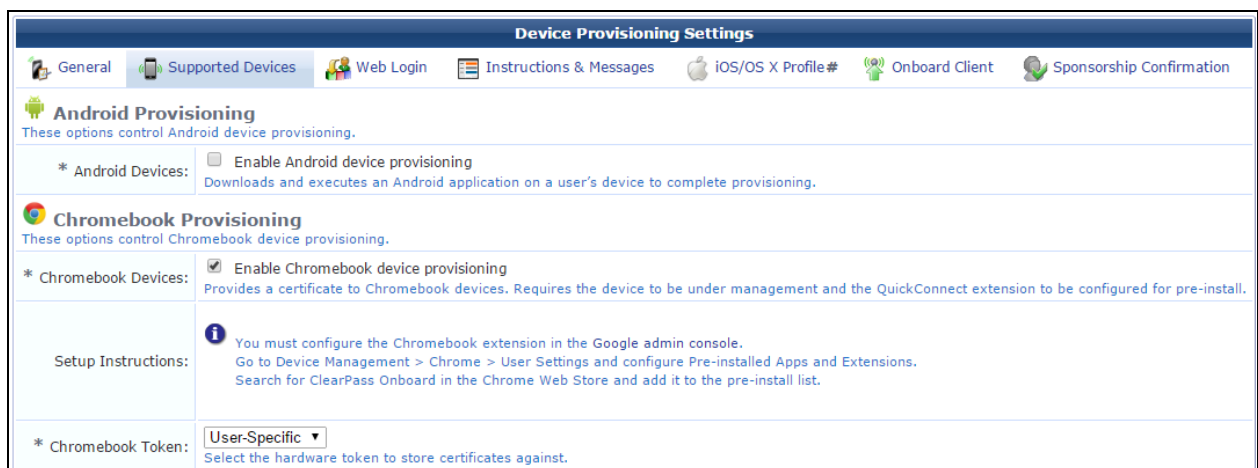 Device Provisioning Settings
General Supported Devices Web Login Instructions & Messages iOS/OS X Profile# Onboard Client Sponsorship Confirmation
Android Provisioning
These options control Android device provisioning.
* Android Devices: Enable Android device provisioning
Downloads and executes an Android application on a user's device to complete provisioning.
Chromebook Provisioning
These options control Chromebook device provisioning.
* Chromebook Devices: Enable Chromebook device provisioning
Provides a certificate to Chromebook devices. Requires the device to be under management and the QuickConnect extension to be configured for pre-install.
Setup Instructions:
You must configure the Chromebook extension in the Google admin console.
Go to Device Management > Chrome > User Settings and configure Pre-installed Apps and Extensions.
Search for ClearPass Onboard in the Chrome Web Store and add it to the pre-install list.
* Chromebook Token: User-Specific
Select the hardware token to store certificates against.